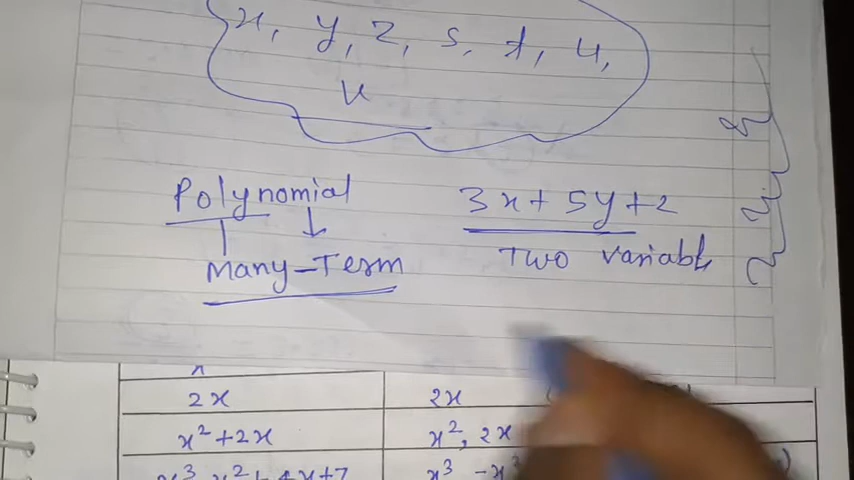 x, y, z, s, t, u,
v
Polynomial 3x + 5y + 2
Many-Term Two variable
2x 2x
x² + 2x x², 2x